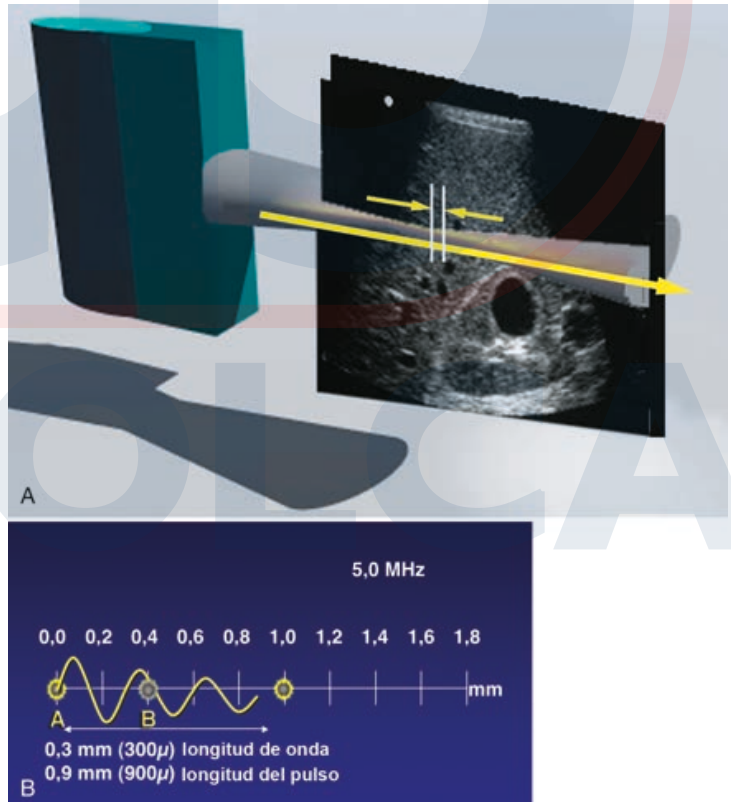 A
5,0 MHz
0,0 0,2 0,4 0,6 0,8 1,0 1,2 1,4 1,6 1,8
mm
A B
0,3 mm (300µ) longitud de onda
0,9 mm (900µ) longitud del pulso
B
OLCA